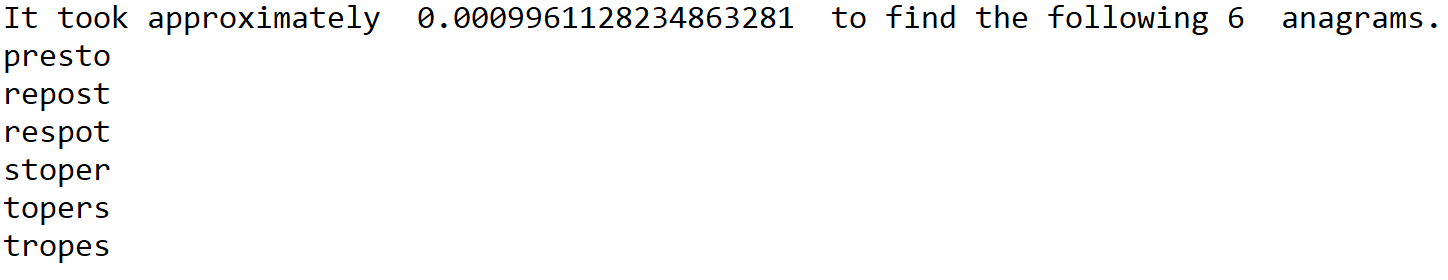 It took approximately  0.0009961128234863281  to find the following 6  anagrams.
presto
repost
respot
stoper
topers
tropes